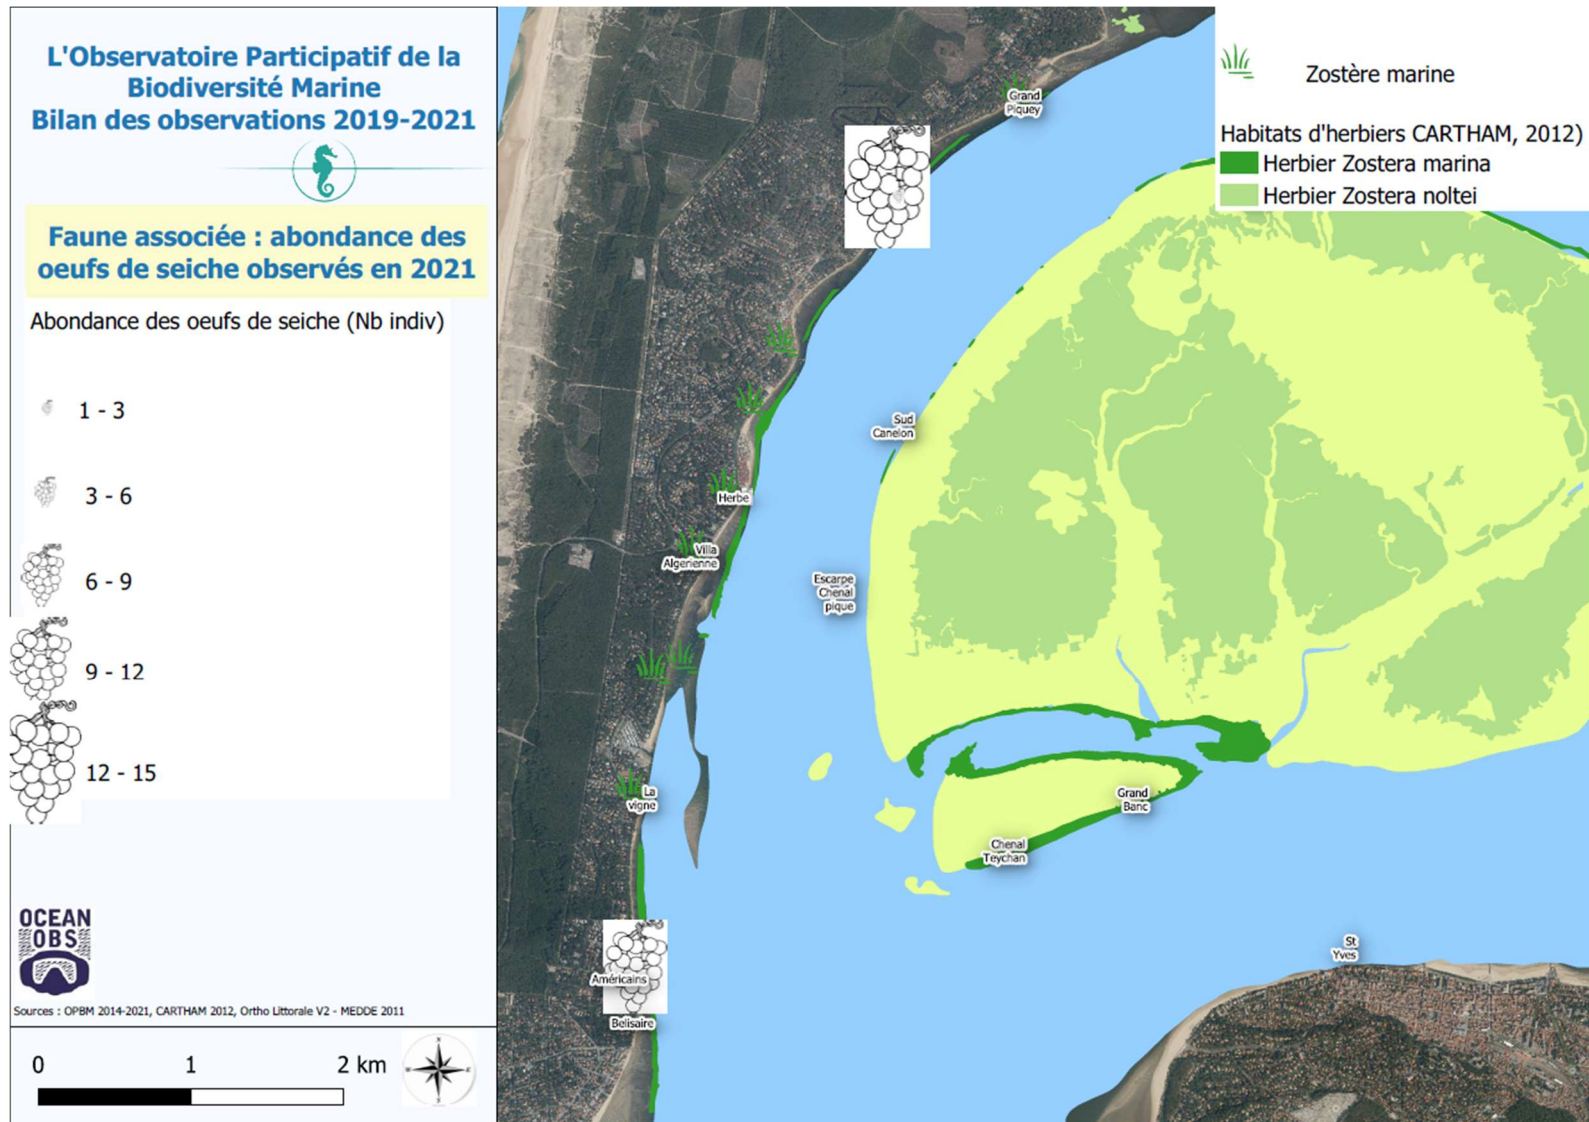 L'Observatoire Participatif de la
Biodiversité Marine
Bilan des observations 2019-2021
Faune associée : abondance des
oeufs de seiche observés en 2021
Abondance des oeufs de seiche (Nb indiv)
1 - 3
3 - 6
6 - 9
9 - 12
12 - 15
OCEAN
OBS
Sources : OPBM 2014-2021, CARTHAM 2012, Ortho Littorale V2 - MEDDE 2011
0 1 2 km
N
W E
S
Zostère marine
Habitats d'herbiers CARTHAM, 2012)
Herbier Zostera marina
Herbier Zostera noltei
Grand
Piquey
Sud
Canelon
Herbe
Villa
Algerienne
Escarpe
Chenal
pique
La
vigne
Grand
Banc
Chenal
Teychan
St
Yves
Américains
Belisaire